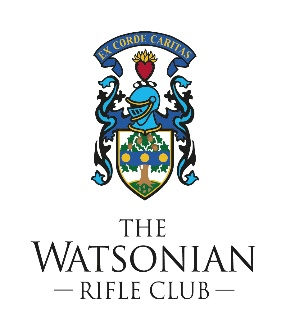 EX CORDE CARITAS
THE
WATSONIAN
– RIFLE CLUB –